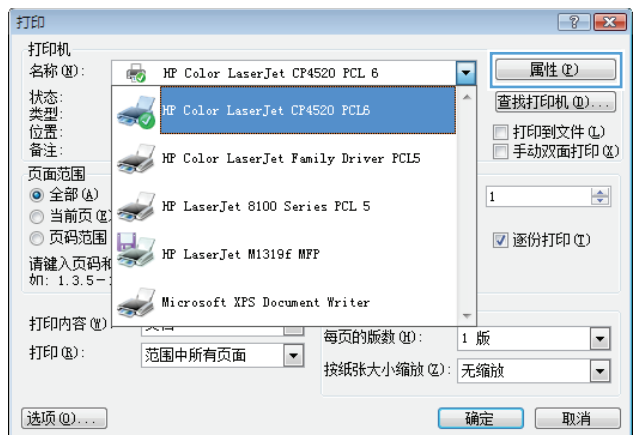 打印
打印机
名称(N):
HP Color LaserJet CP4520 PCL 6
属性(P)
状态:
HP Color LaserJet CP4520 PCL6
查找打印机(D)...
类型:
位置:
打印到文件(L)
备注:
HP Color LaserJet Family Driver PCL5
手动双面打印(X)
页面范围
全部(A)
HP LaserJet 8100 Series PCL 5
1
当前页(E)
页码范围
逐份打印(T)
HP LaserJet M1319f MFP
请键入页码和
如: 1.3.5-
Microsoft XPS Document Writer
打印内容(W):
每页的版数(H):
1 版
打印(R):
范围中所有页面
按纸张大小缩放(Z):
无缩放
选项(O)...
确定
取消